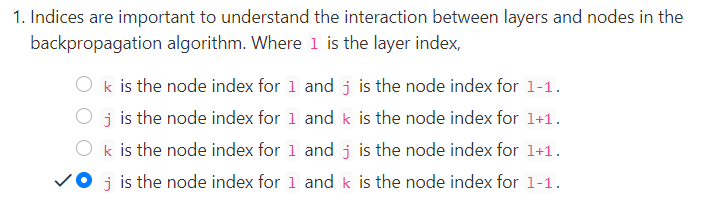 1. Indices are important to understand the interaction between layers and nodes in the
backpropagation algorithm. Where l is the layer index,
k is the node index for l and j is the node index for l-1.
j is the node index for l and k is the node index for l+1.
k is the node index for l and j is the node index for l+1.
j is the node index for l and k is the node index for l-1.